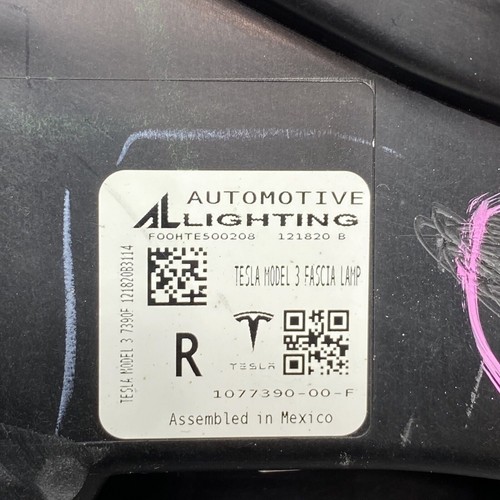 AUTOMOTIVE
AL LIGHTING
F00HTE500208 121820 B
TESLA MODEL 3 FASCIA LAMP
TESLA MODEL 3 7390F 121820B3114
R
TESLA
1077390-00-F
Assembled in Mexico